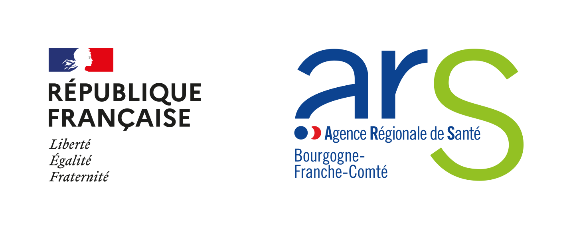 RÉPUBLIQUE
FRANÇAISE
Liberté
Égalité
Fraternité
ars
Agence Régionale de Santé
Bourgogne-
Franche-Comté